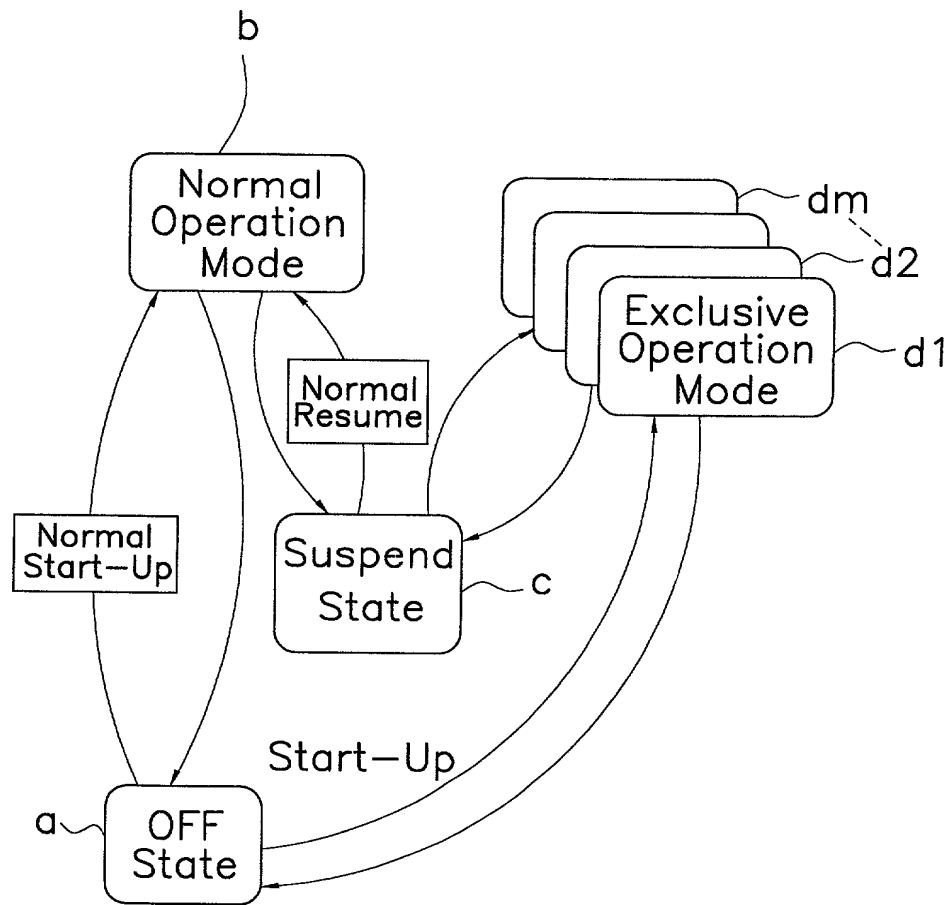 b
Normal
Operation
Mode
dm
d2
Exclusive
Operation
Mode
d1
Normal
Resume
Normal
Start-Up
Suspend
State
c
Start-Up
a
OFF
State